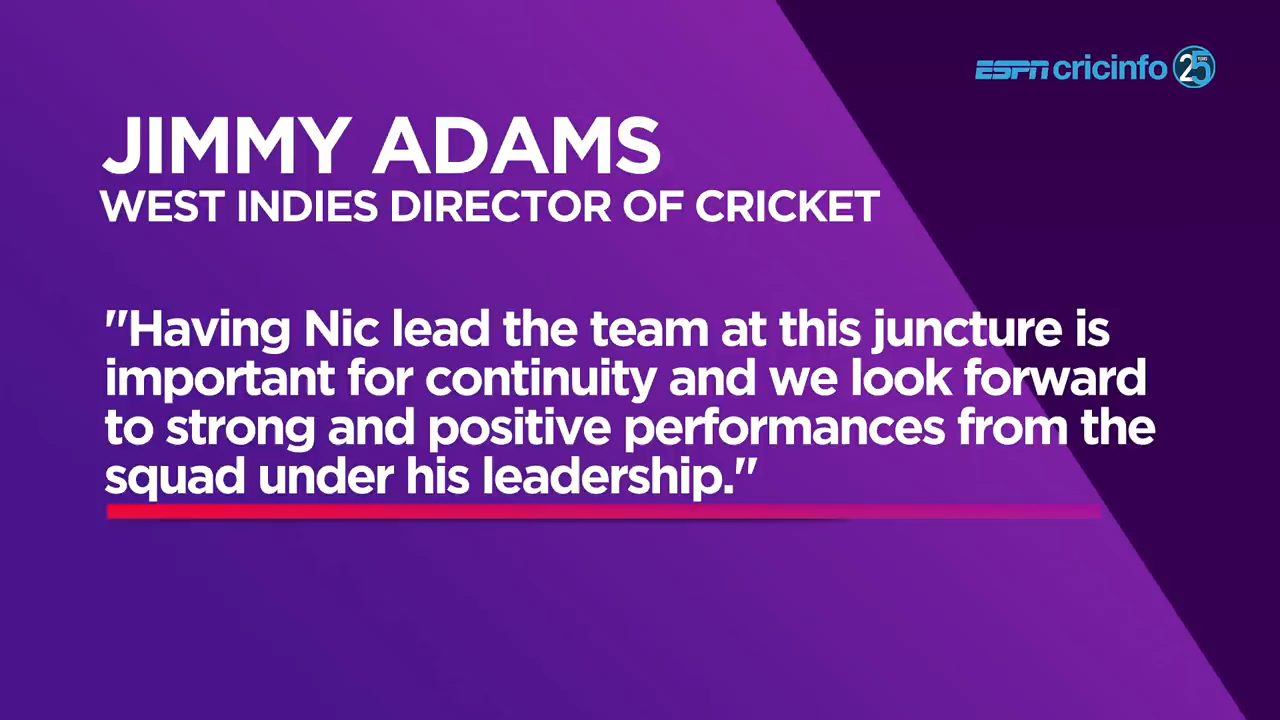 ESPN cricinfo 25 YEARS
JIMMY ADAMS
WEST INDIES DIRECTOR OF CRICKET
"Having Nic lead the team at this juncture is
important for continuity and we look forward
to strong and positive performances from the
squad under his leadership."